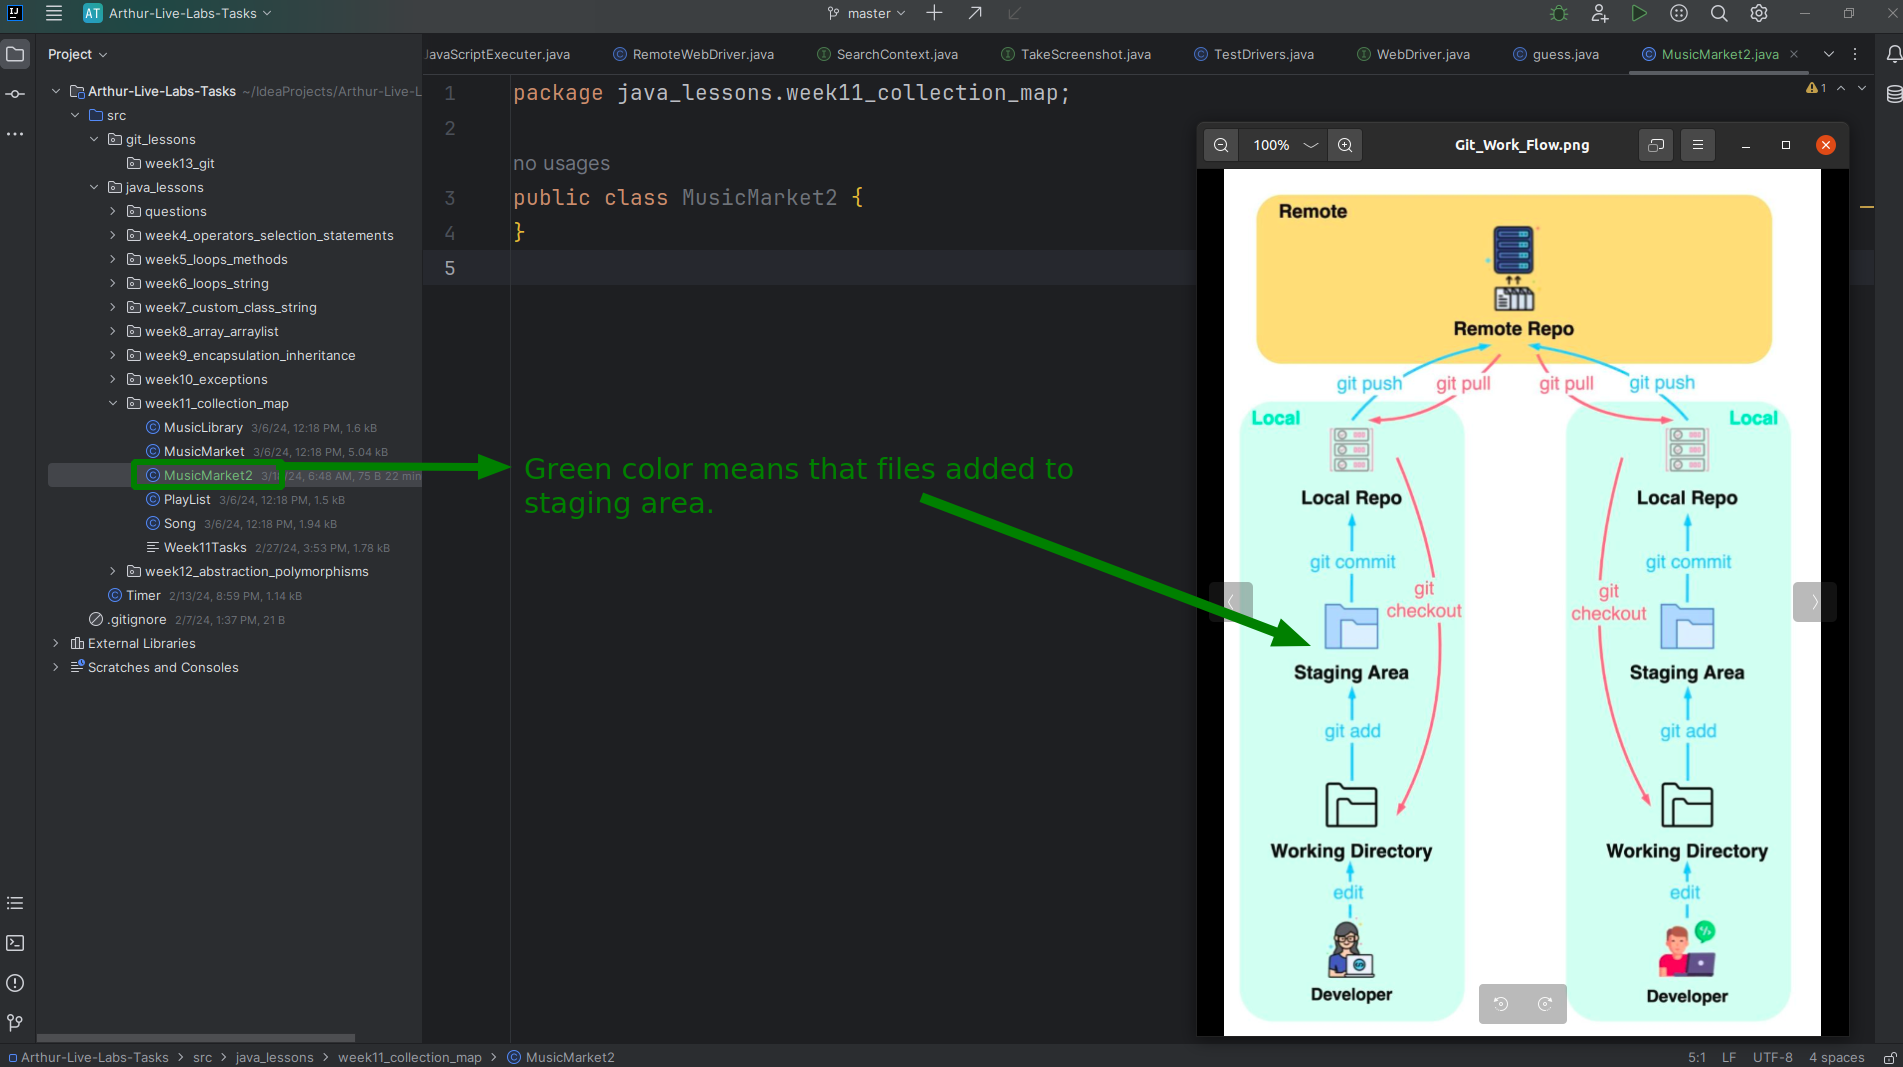 AT Arthur-Live-Labs-Tasks
master
Project
JavaScriptExecuter.java RemoteWebDriver.java SearchContext.java TakeScreenshot.java TestDrivers.java WebDriver.java guess.java MusicMarket2.java
Arthur-Live-Labs-Tasks ~/IdeaProjects/Arthur-Live-L
src
git_lessons
week13_git
java_lessons
questions
week4_operators_selection_statements
week5_loops_methods
week6_loops_string
week7_custom_class_string
week8_array_arraylist
week9_encapsulation_inheritance
week10_exceptions
week11_collection_map
MusicLibrary 3/6/24, 12:18 PM, 1.6 kB
MusicMarket 3/6/24, 12:18 PM, 5.04 kB
MusicMarket2 /24, 6:48 AM, 75 B 22 min
PlayList 3/6/24, 12:18 PM, 1.5 kB
Song 3/6/24, 12:18 PM, 1.94 kB
Week11Tasks 2/27/24, 3:53 PM, 1.78 kB
week12_abstraction_polymorphisms
Timer 2/13/24, 8:59 PM, 1.14 kB
.gitignore 2/7/24, 1:37 PM, 21 B
External Libraries
Scratches and Consoles
1 package java_lessons.week11_collection_map;
2
no usages
3 public class MusicMarket2 {
4 }
5
1
Green color means that files added to
staging area.
100% Git_Work_Flow.png
Remote
Remote Repo
git push git pull git pull git push
Local Local
Local Repo Local Repo
git commit git commit
git
checkout
git
checkout
Staging Area Staging Area
git add git add
Working Directory Working Directory
edit edit
Developer Developer
Arthur-Live-Labs-Tasks > src > java_lessons > week11_collection_map > MusicMarket2
5:1 LF UTF-8 4 spaces